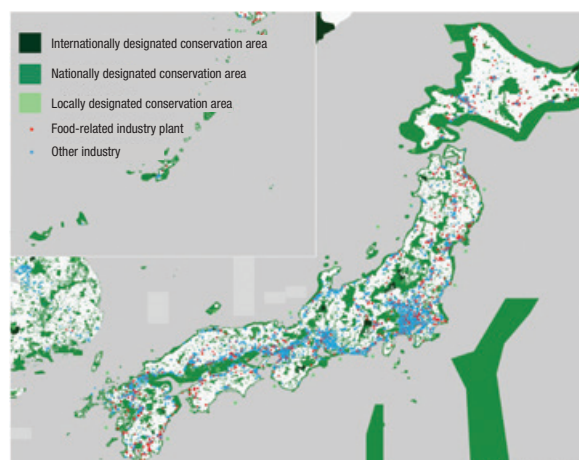 Internationally designated conservation area
Nationally designated conservation area
Locally designated conservation area
Food-related industry plant
Other industry